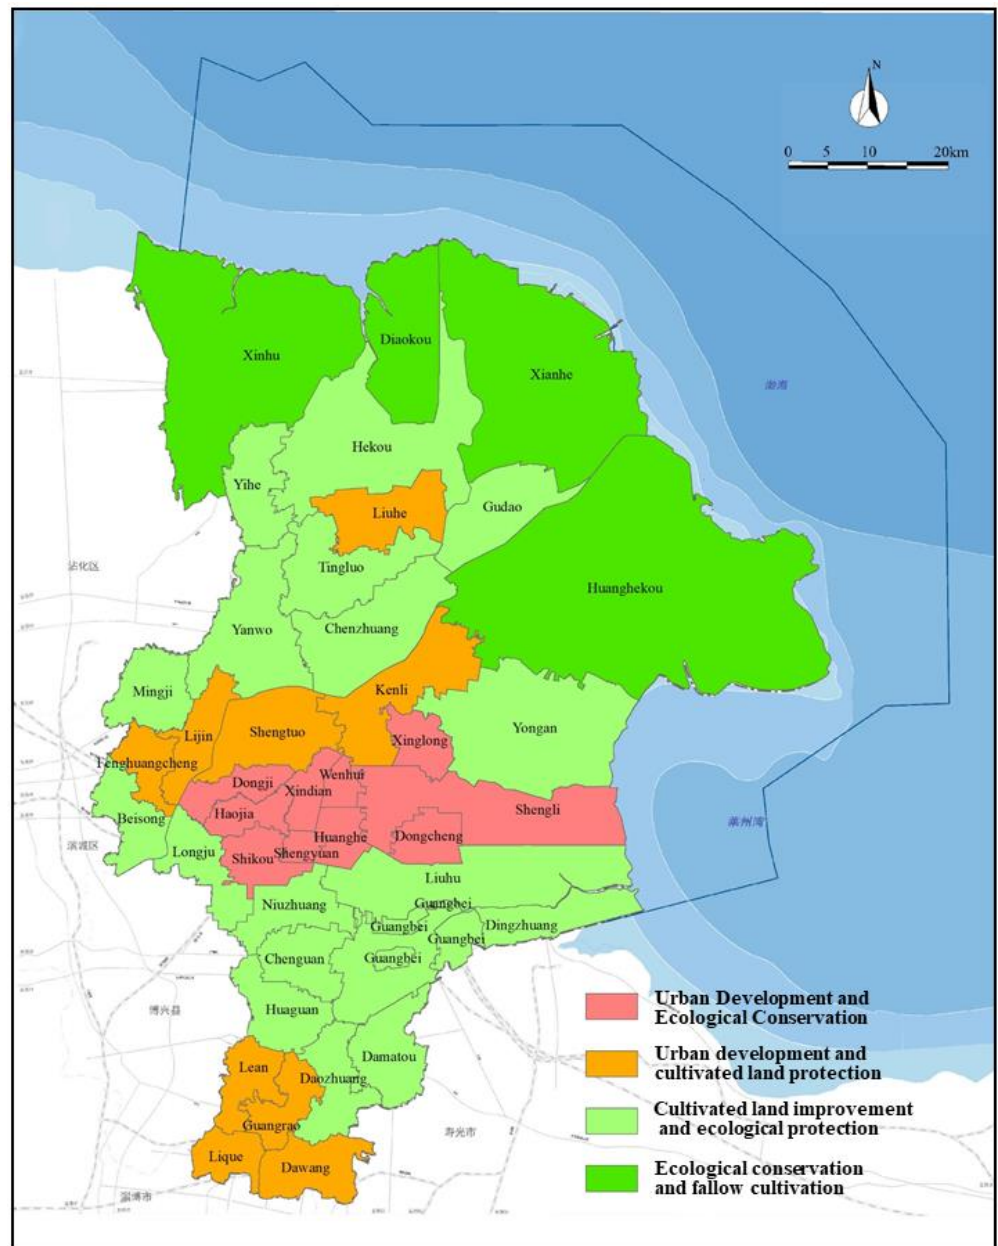 N
0 5 10 20km
Diaokou
Xinhu
Xianhe
渤海
Hekou
Yihe
Gudao
Liuhe
沾化区
Tingluo
Huanghekou
Yanwo
Chenzhuang
Mingji
Kenli
Lijin
Shengtuo
Yongan
Xinglong
Fenghuangcheng
Wenhui
Dongji
Xindian
Haojia
Shengli
Beisong
莱州湾
Huanghe
Dongcheng
滨城区
Longju
Shikou
Shengyuan
Liuhu
Niuzhuang
Guangbei
Guangbei
Dingzhuang
Guangbei
Chenguan
Guangbei
博兴县
Huaguan
Damatou
Lean
Daozhuang
Guangrao
寿光市
Lique
Dawang
淄博市
Urban Development and
Ecological Conservation
Urban development and
cultivated land protection
Cultivated land improvement
and ecological protection
Ecological conservation
and fallow cultivation